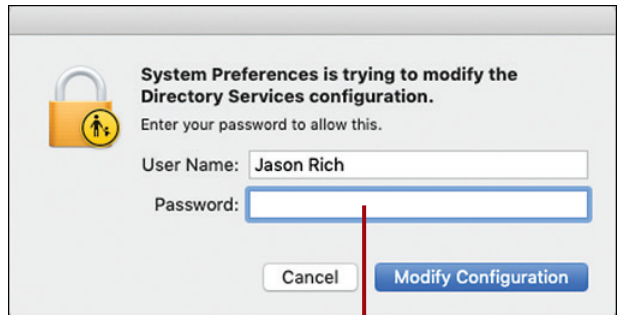 System Preferences is trying to modify the
Directory Services configuration.
Enter your password to allow this.
User Name: Jason Rich
Password:
Cancel Modify Configuration